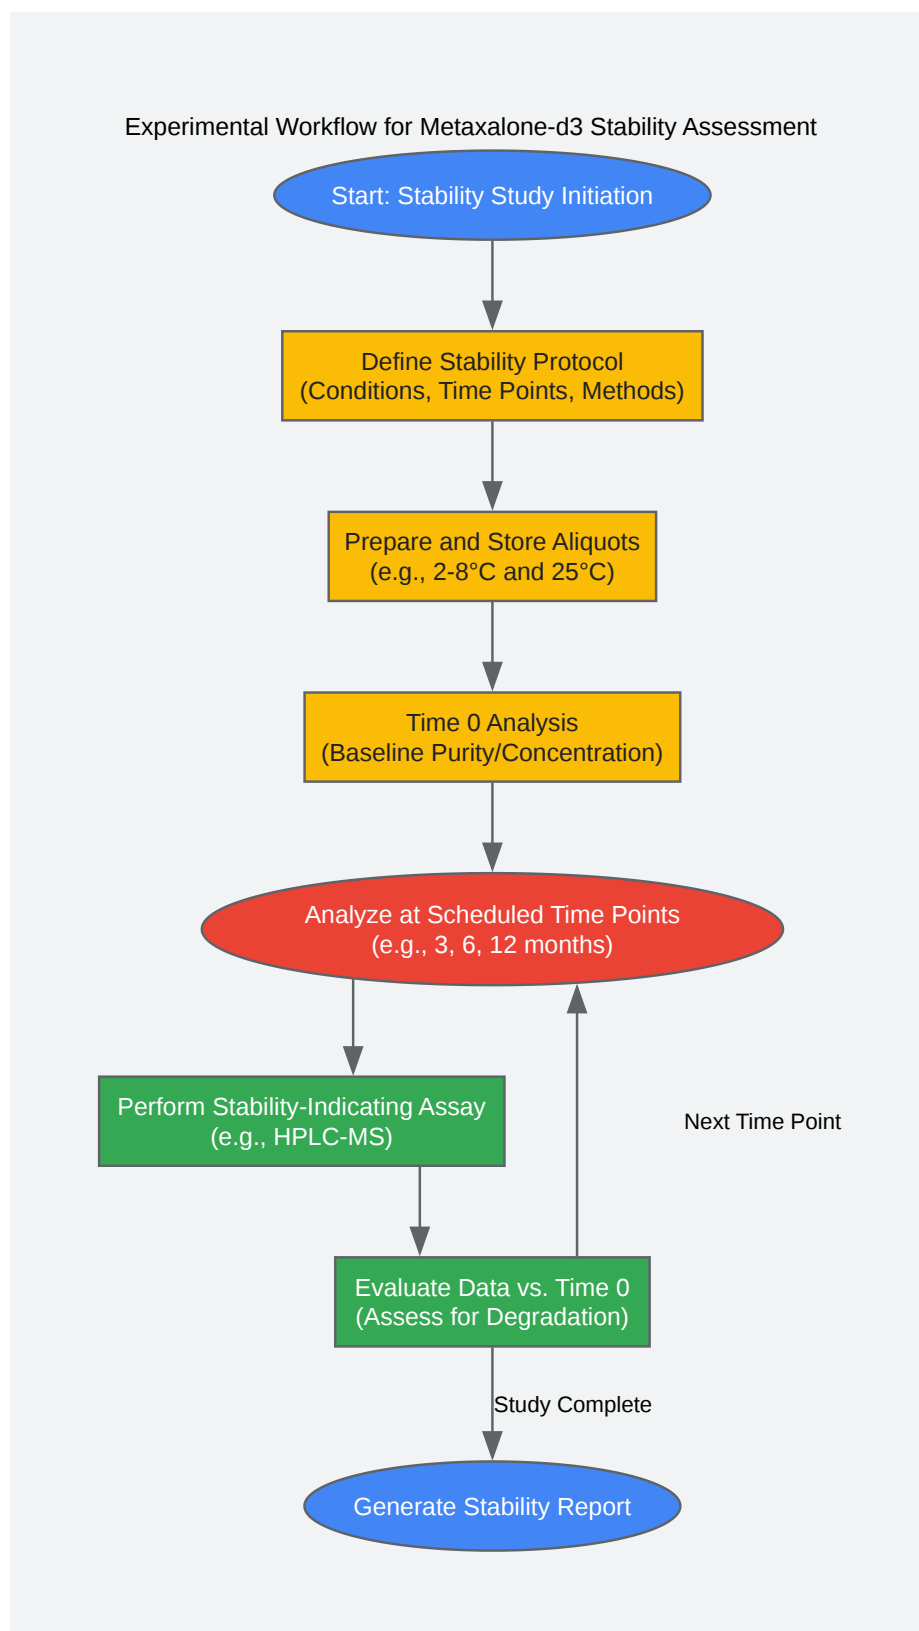 Experimental Workflow for Metaxalone-d3 Stability Assessment
Start: Stability Study Initiation
Define Stability Protocol
(Conditions, Time Points, Methods)
Prepare and Store Aliquots
(e.g., 2-8°C and 25°C)
Time 0 Analysis
(Baseline Purity/Concentration)
Analyze at Scheduled Time Points
(e.g., 3, 6, 12 months)
Perform Stability-Indicating Assay
(e.g., HPLC-MS)
Next Time Point
Evaluate Data vs. Time 0
(Assess for Degradation)
Study Complete
Generate Stability Report